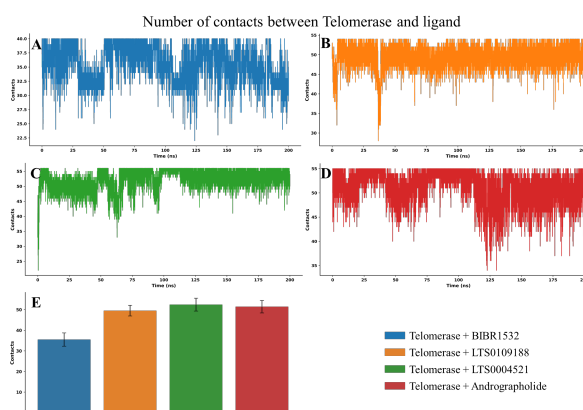 Number of contacts between Telomerase and ligand
A
40.0
37.5
35.0
32.5
30.0
27.5
25.0
22.5
Contacts
0 25 50 75 100 125 150 175 200
Time (ns)
B
55
50
45
40
35
30
Contacts
0 25 50 75 100 125 150 175 200
Time (ns)
C
55
50
45
40
35
30
25
Contacts
0 25 50 75 100 125 150 175 200
Time (ns)
D
55
50
45
40
35
Contacts
0 25 50 75 100 125 150 175 200
Time (ns)
E
50
40
30
20
10
Contacts
Telomerase + BIBR1532
Telomerase + LTS0109188
Telomerase + LTS0004521
Telomerase + Andrographolide